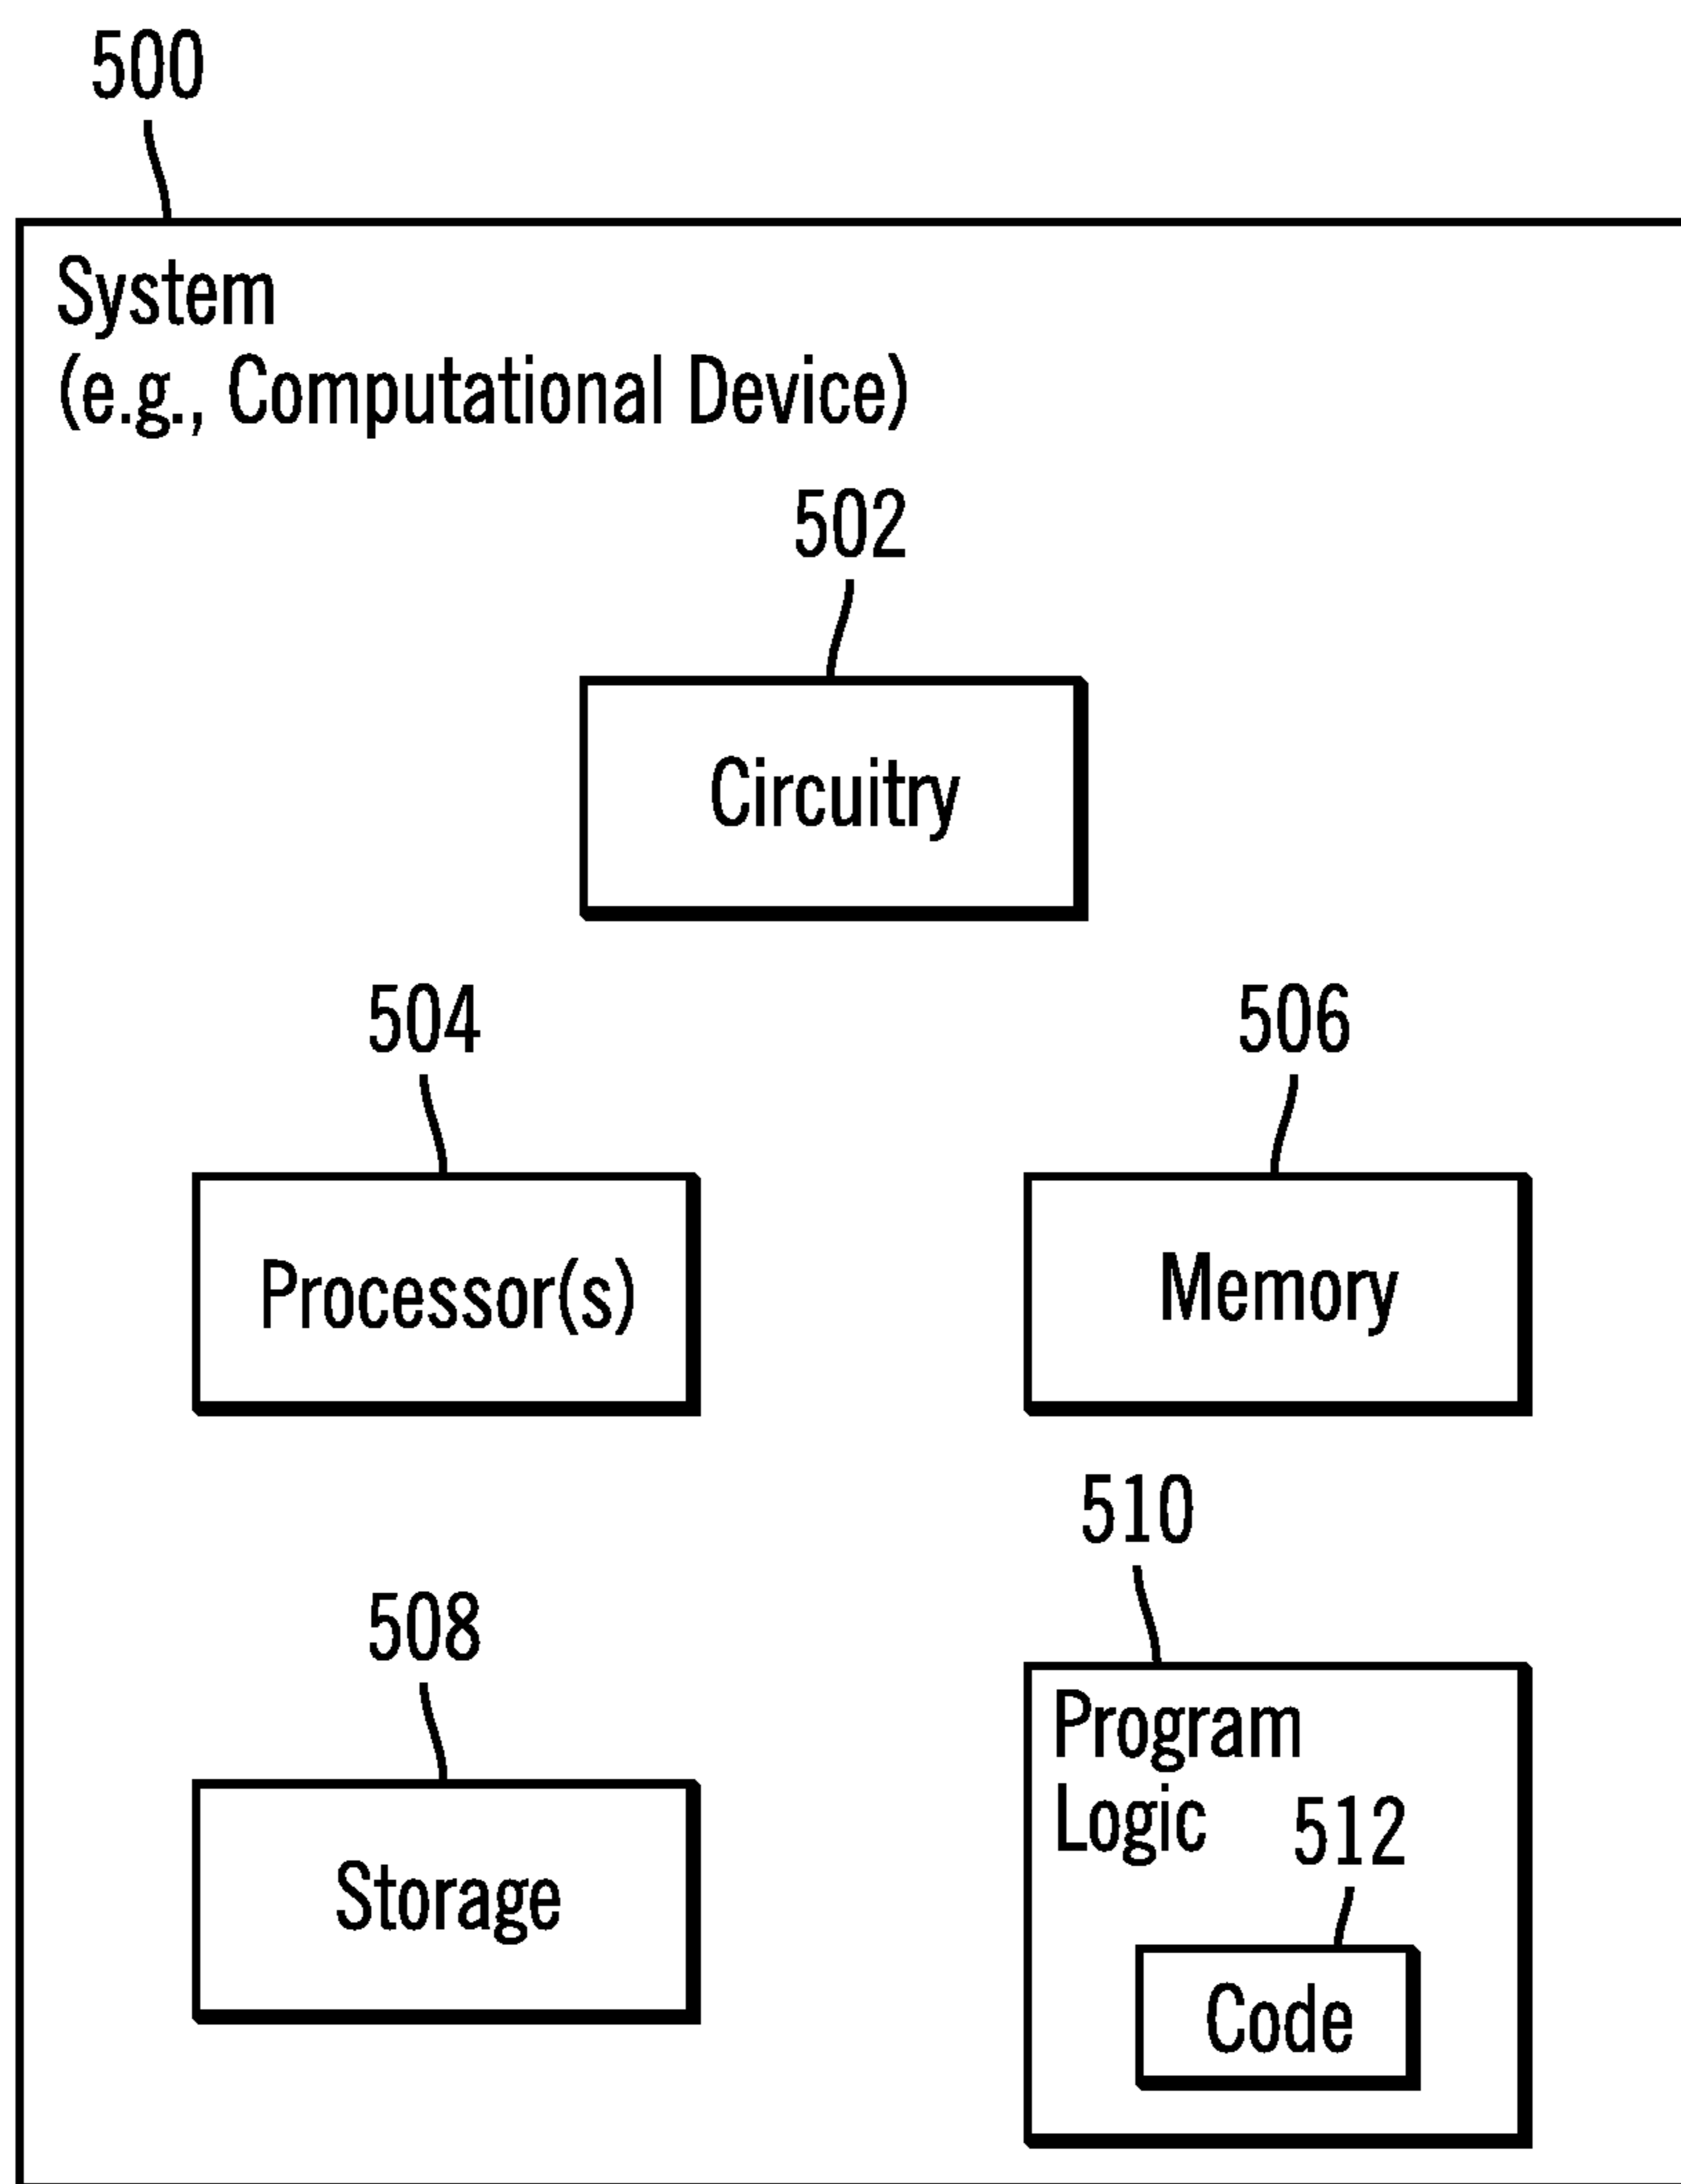 500
System
(e.g., Computational Device)
502
Circuitry
504
506
Processor(s)
Memory
510
508
Program
Logic
512
Storage
Code